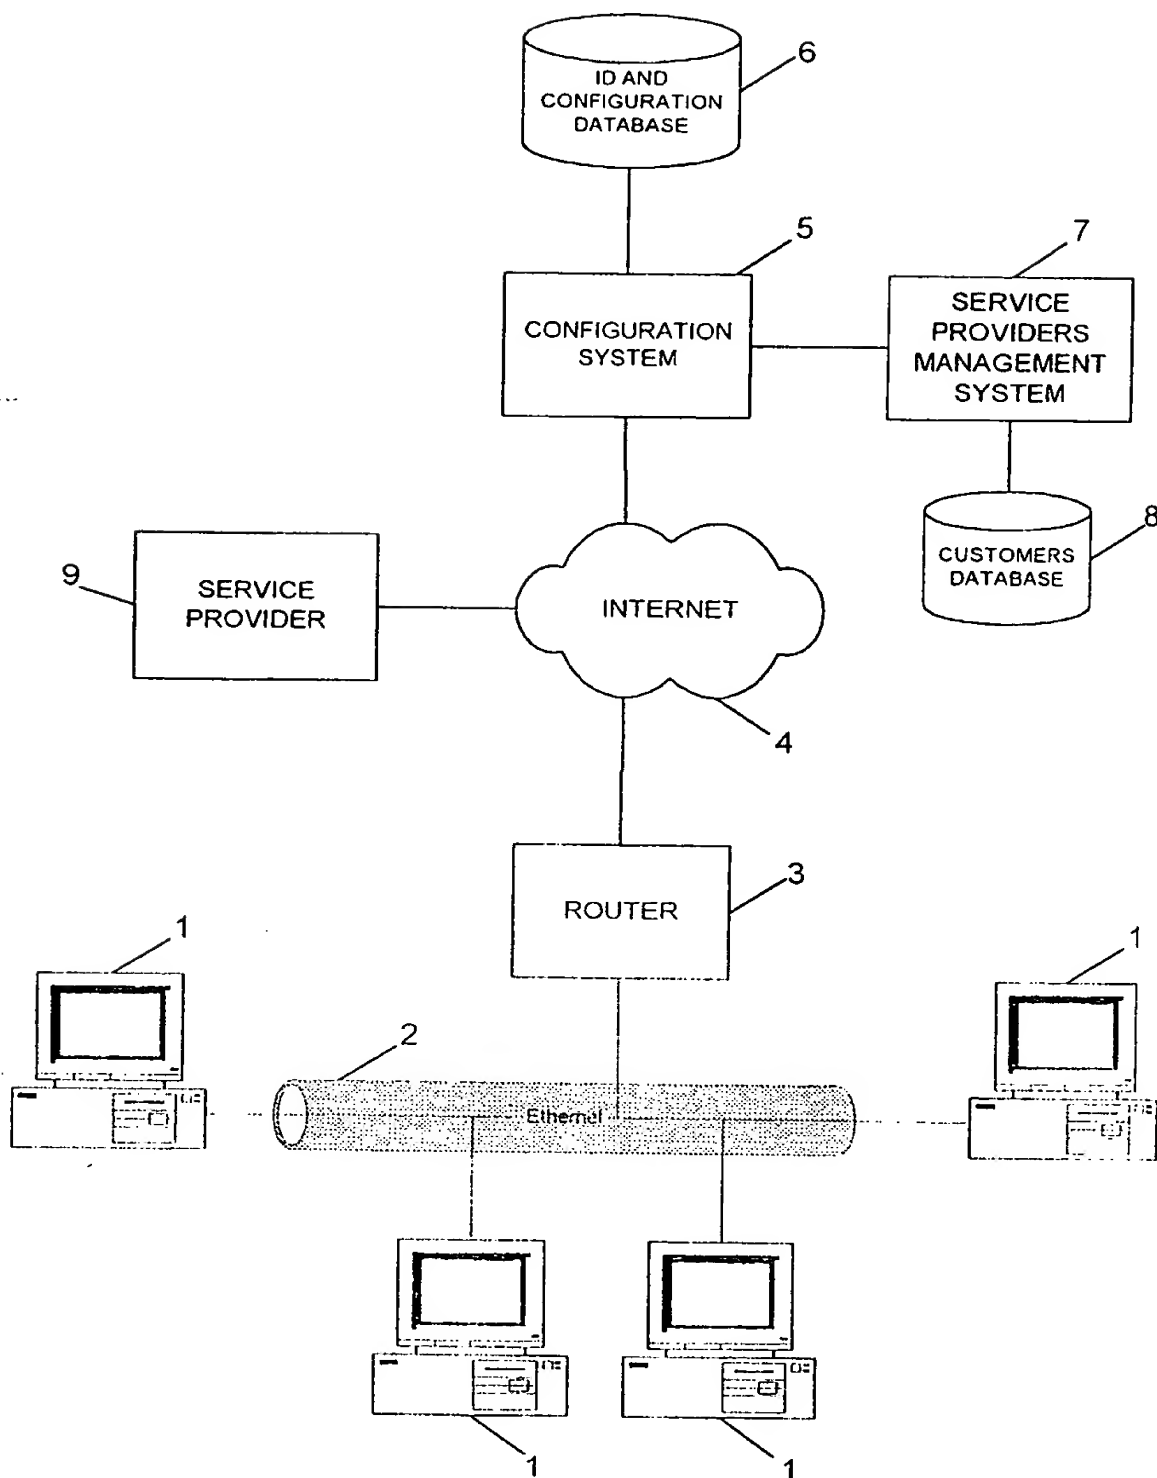 6
ID AND
CONFIGURATION
DATABASE
5
7
CONFIGURATION
SYSTEM
SERVICE
PROVIDERS
MANAGEMENT
SYSTEM
8
CUSTOMERS
DATABASE
9
SERVICE
PROVIDER
INTERNET
4
3
ROUTER
1
1
2
Ethernet
1
1